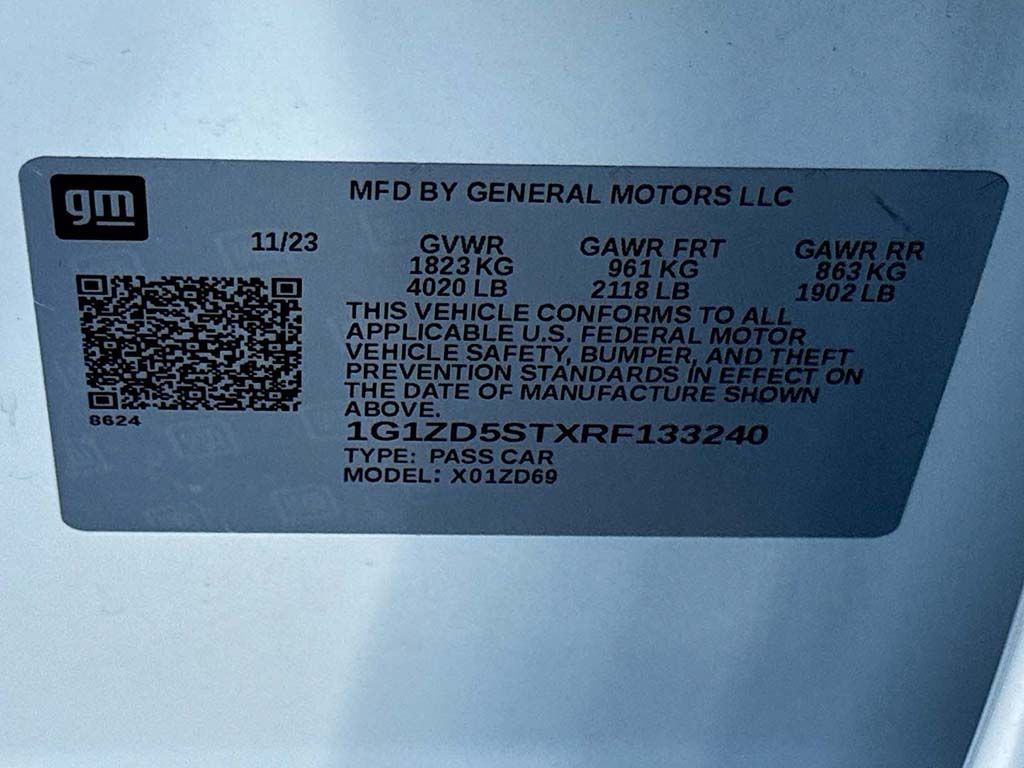 gm
MFD BY GENERAL MOTORS LLC
11/23 GVWR GAWR FRT GAWR RR
1823 KG 961 KG 863 KG
4020 LB 2118 LB 1902 LB
THIS VEHICLE CONFORMS TO ALL
APPLICABLE U.S. FEDERAL MOTOR
VEHICLE SAFETY, BUMPER, AND THEFT
PREVENTION STANDARDS IN EFFECT ON
THE DATE OF MANUFACTURE SHOWN
ABOVE.
8624
1G1ZD5STXRF133240
TYPE: PASS CAR
MODEL: X01ZD69